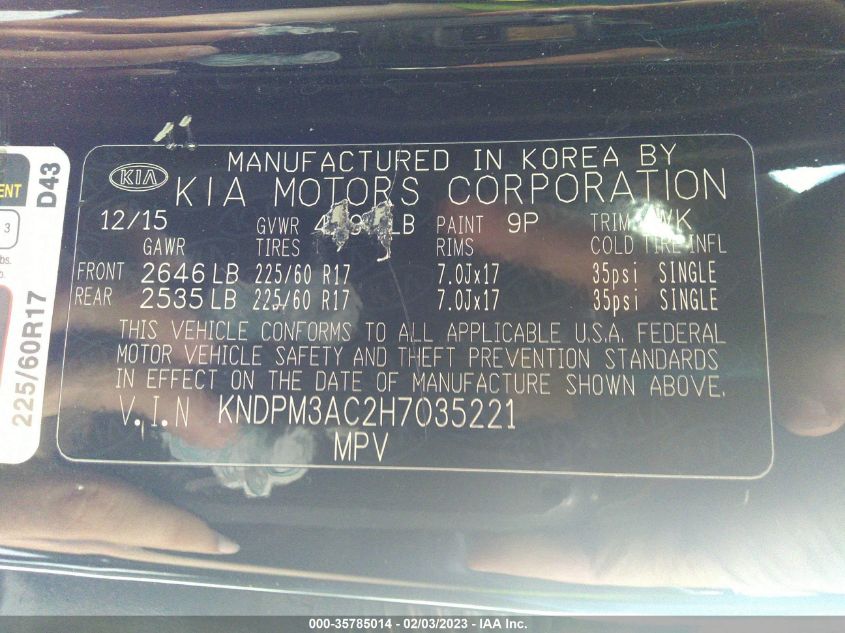 MANUFACTURED IN KOREA BY
KIA KIA MOTORS CORPORATION
12/15 GVWR LB PAINT 9P TRIM WK
GAWR TIRES RIMS COLD TIRE INFL
FRONT 2646 LB 225/60 R17 7.0Jx17 35psi SINGLE
REAR 2535 LB 225/60 R17 7.0Jx17 35psi SINGLE
THIS VEHICLE CONFORMS TO ALL APPLICABLE U.S.A. FEDERAL
MOTOR VEHICLE SAFETY AND THEFT PREVENTION STANDARDS
IN EFFECT ON THE DATE OF MANUFACTURE SHOWN ABOVE.
V.I.N KNDPM3AC2H7035221
MPV
D43
3
225/60R17
000-35785014 - 02/03/2023 - IAA Inc.